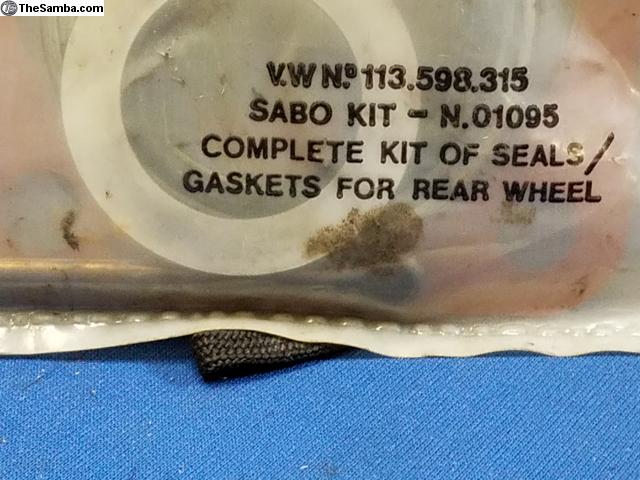 TheSamba.com
V.W Nº 113.598.315
SABO KIT - N.01095
COMPLETE KIT OF SEALS/
GASKETS FOR REAR WHEEL